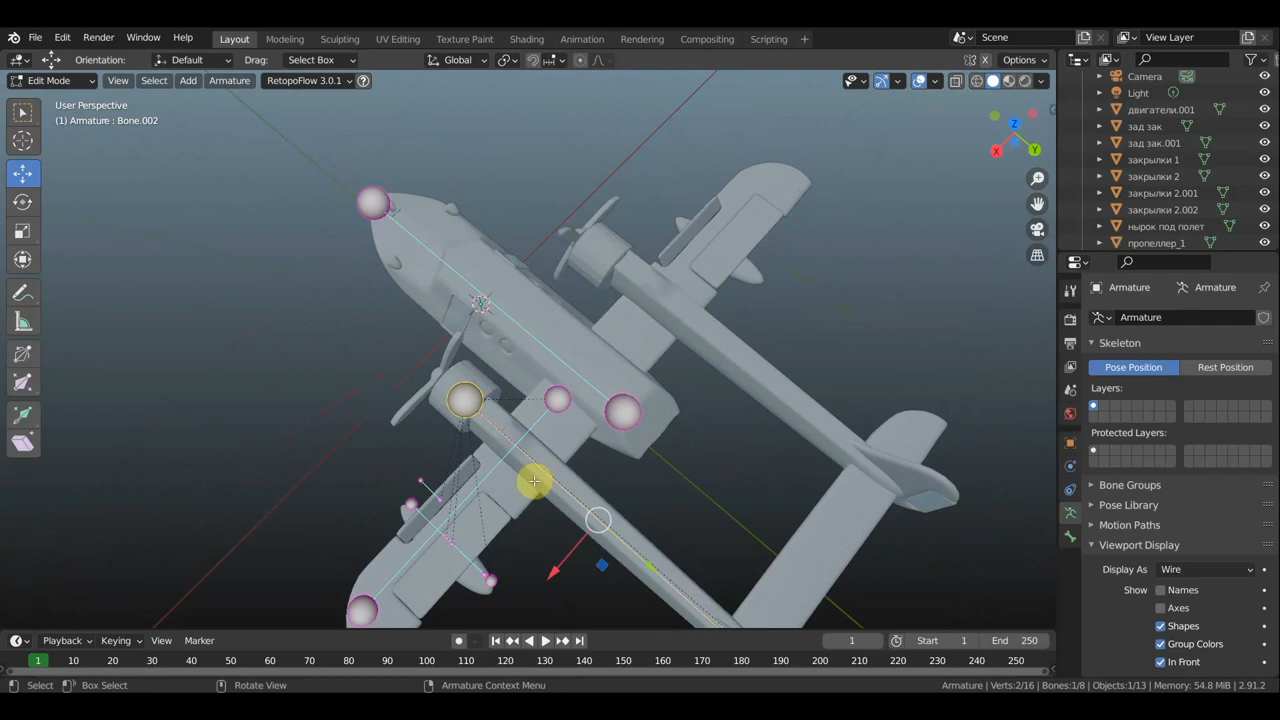 File Edit Render Window Help Layout Modeling Sculpting UV Editing Texture Paint Shading Animation Rendering Compositing Scripting + Scene View Layer
Orientation: Default Drag: Select Box Global Options
Edit Mode View Select Add Armature RetopoFlow 3.0.1 ?
User Perspective
(1) Armature : Bone.002
Z
X
Y
Camera
Light
двигатели.001
зад зак
зад зак.001
закрылки 1
закрылки 2
закрылки 2.001
закрылки 2.002
нырок под полет
пропеллер_1
Armature Armature
Armature
Skeleton
Pose Position Rest Position
Layers:
Protected Layers:
Bone Groups
Pose Library
Motion Paths
Viewport Display
Display As Wire
Show Names
Axes
Shapes
Group Colors
In Front
Playback Keying View Marker 1 Start 1 End 250
1 10 20 30 40 50 60 70 80 90 100 110 120 130 140 150 160 170 180 190 200 210 220 230 240 250
Select Box Select Rotate View Armature Context Menu Armature | Verts:2/16 | Bones:1/8 | Objects:1/13 | Memory: 54.8 MiB | 2.91.2